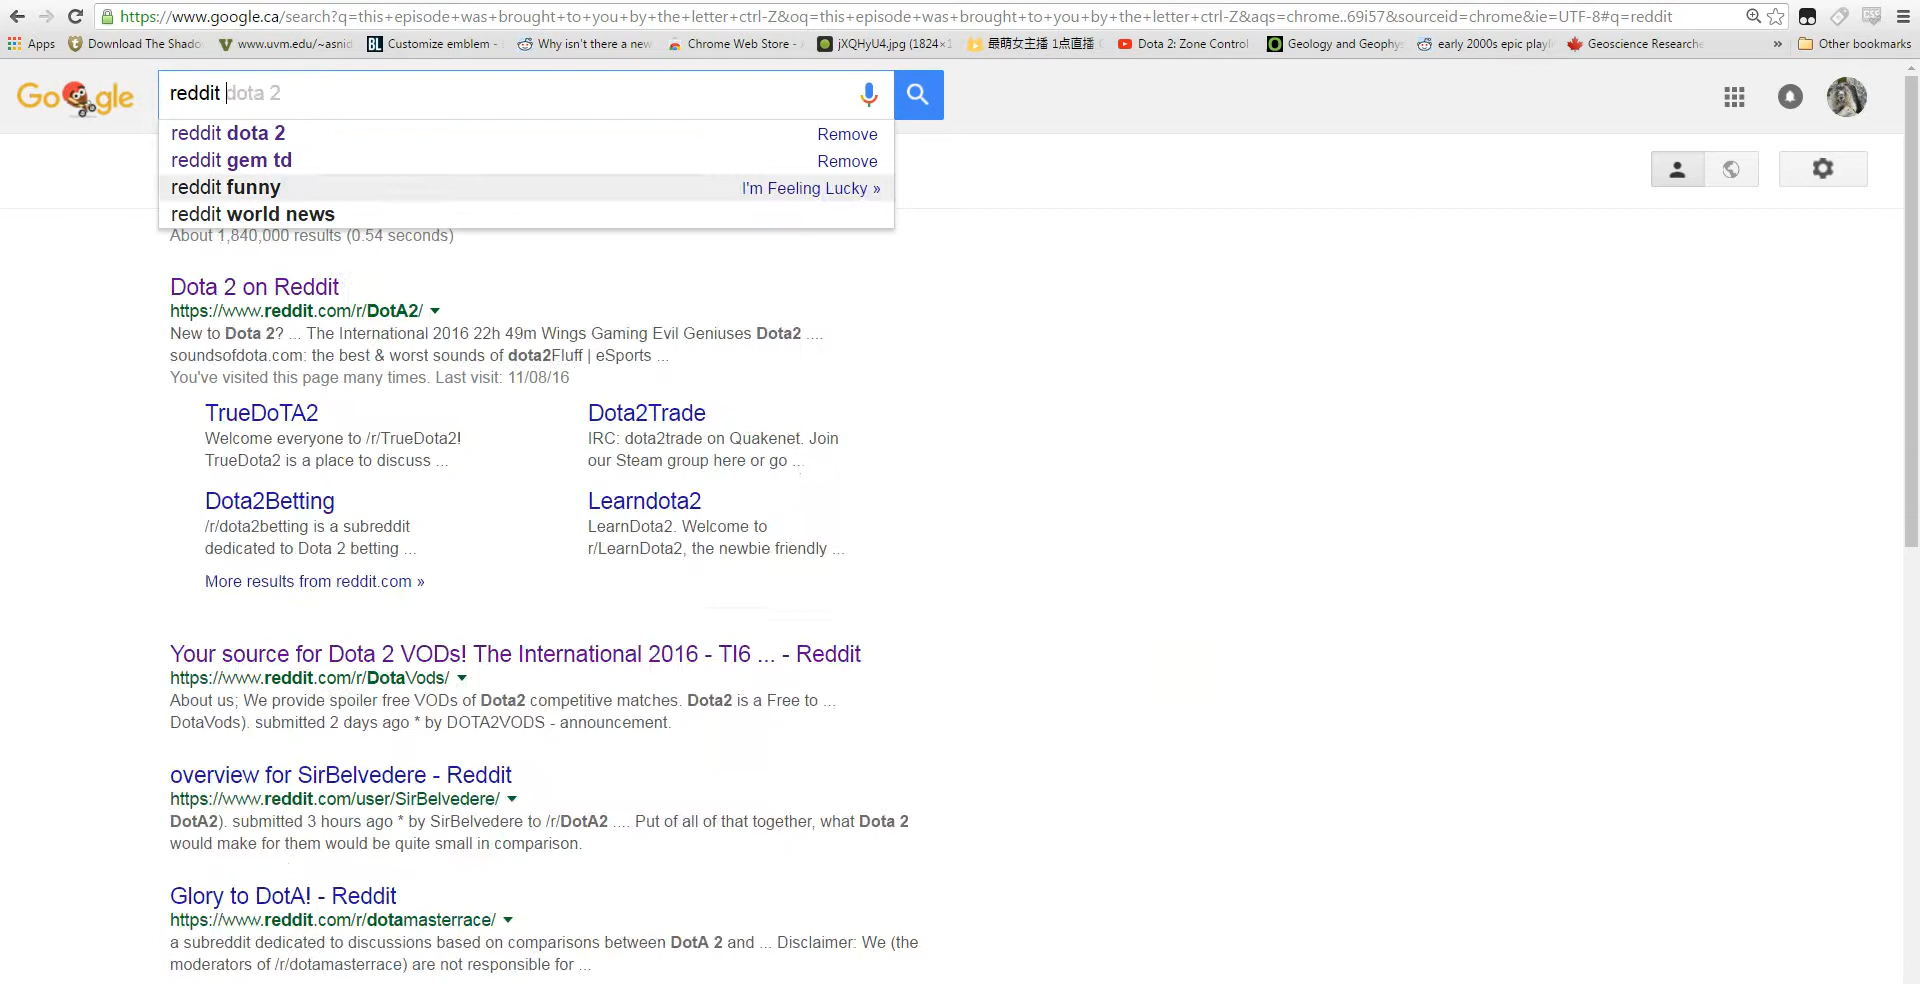 https://www.google.ca/search?q=this+episode+was+brought+to+you+by+the+letter+ctrl-Z&oq=this+episode+was+brought+to+you+by+the+letter+ctrl-Z&aqs=chrome..69i57&sourceid=chrome&ie=UTF-8#q=reddit
Apps Download The Shado www.uvm.edu/~asnid BL Customize emblem - Why isn't there a new Chrome Web Store - jXQHyU4.jpg (1824× 最萌女主播 1点直播 Dota 2: Zone Control Geology and Geophys early 2000s epic playl Geoscience Researche » Other bookmarks
Google
reddit dota 2
reddit dota 2 Remove
reddit gem td Remove
reddit funny I'm Feeling Lucky »
reddit world news
About 1,840,000 results (0.54 seconds)
Dota 2 on Reddit
https://www.reddit.com/r/DotA2/
New to Dota 2? ... The International 2016 22h 49m Wings Gaming Evil Geniuses Dota2 ....
soundsofdota.com: the best & worst sounds of dota2Fluff | eSports ...
You've visited this page many times. Last visit: 11/08/16
TrueDoTA2
Welcome everyone to /r/TrueDota2!
TrueDota2 is a place to discuss ...
Dota2Trade
IRC: dota2trade on Quakenet. Join
our Steam group here or go ...
Dota2Betting
/r/dota2betting is a subreddit
dedicated to Dota 2 betting ...
Learndota2
LearnDota2. Welcome to
r/LearnDota2, the newbie friendly ...
More results from reddit.com »
Your source for Dota 2 VODs! The International 2016 - TI6 ... - Reddit
https://www.reddit.com/r/DotaVods/
About us; We provide spoiler free VODs of Dota2 competitive matches. Dota2 is a Free to ...
DotaVods). submitted 2 days ago * by DOTA2VODS - announcement.
overview for SirBelvedere - Reddit
https://www.reddit.com/user/SirBelvedere/
DotA2). submitted 3 hours ago * by SirBelvedere to /r/DotA2 .... Put of all of that together, what Dota 2
would make for them would be quite small in comparison.
Glory to DotA! - Reddit
https://www.reddit.com/r/dotamasterrace/
a subreddit dedicated to discussions based on comparisons between DotA 2 and ... Disclaimer: We (the
moderators of /r/dotamasterrace) are not responsible for ...